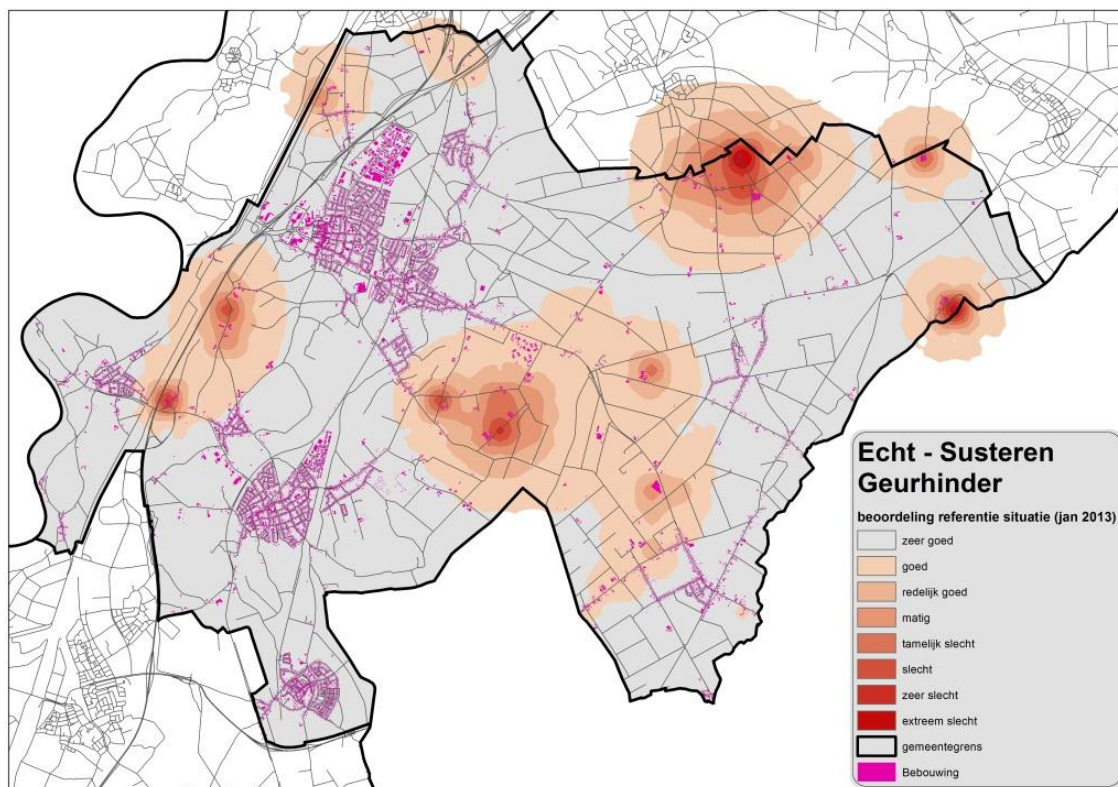 Echt - Susteren
Geurhinder
beoordeling referentie situatie (jan 2013)
zeer goed
goed
redelijk goed
matig
tamelijk slecht
slecht
zeer slecht
extreem slecht
gemeentegrens
Bebouwing